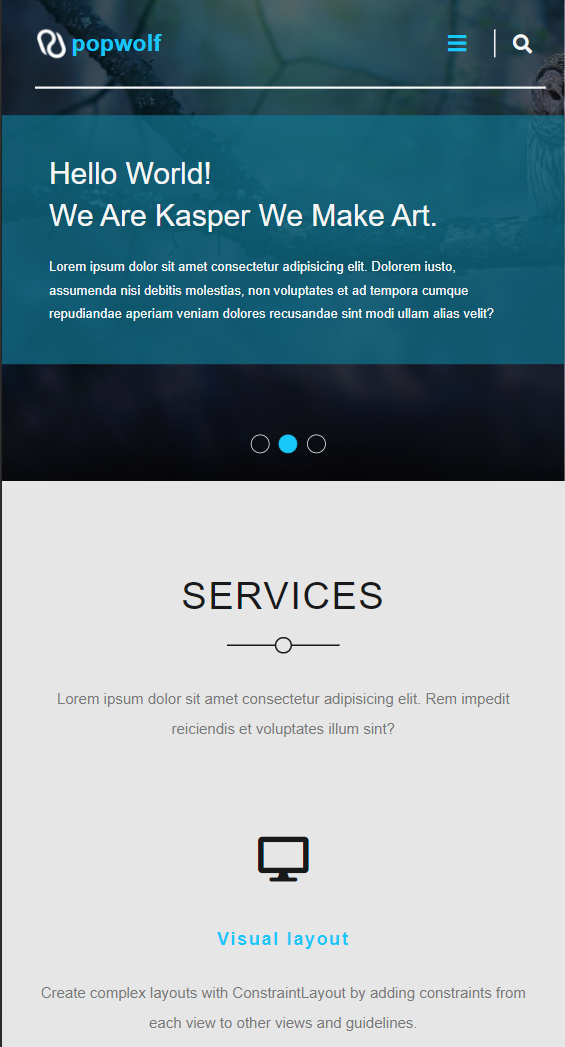 popwolf
Hello World!
We Are Kasper We Make Art.
Lorem ipsum dolor sit amet consectetur adipisicing elit. Dolorem iusto,
assumenda nisi debitis molestias, non voluptates et ad tempora cumque
repudiandae aperiam veniam dolores recusandae sint modi ullam alias velit?
SERVICES
Lorem ipsum dolor sit amet consectetur adipisicing elit. Rem impedit
reiciendis et voluptates illum sint?
Visual layout
Create complex layouts with ConstraintLayout by adding constraints from
each view to other views and guidelines.